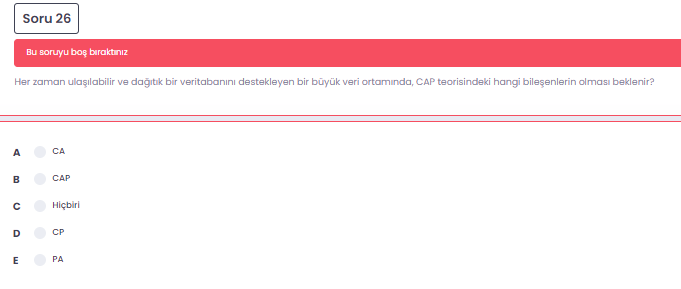 Soru 26
Bu soruyu boş bıraktınız
Her zaman ulaşılabilir ve dağıtık bir veritabanını destekleyen bir büyük veri ortamında, CAP teorisindeki hangi bileşenlerin olması beklenir?
A CA
B CAP
C Hiçbiri
D CP
E PA